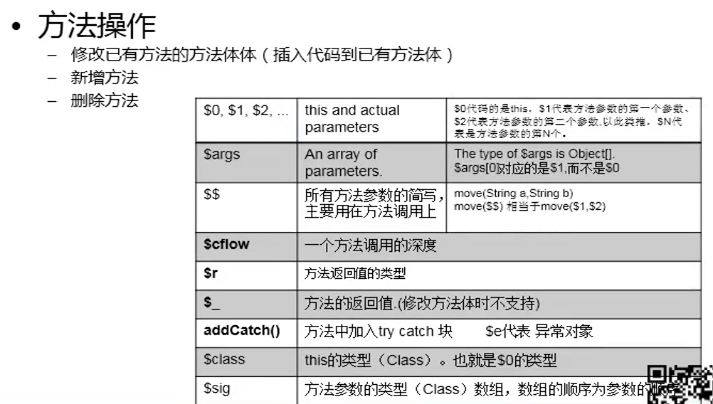 • 方法操作
– 修改已有方法的方法体体（插入代码到已有方法体）
– 新增方法
– 删除方法
$0, $1, $2, ...
this and actual
parameters
$0代码的是this，$1代表方法参数的第一个参数、
$2代表方法参数的第二个参数,以此类推，$N代
表是方法参数的第N个。
$args
An array of
parameters.
The type of $args is Object[].
$args[0]对应的是$1,而不是$0
$$
所有方法参数的简写，
主要用在方法调用上
move(String a,String b)
move($$) 相当于move($1,$2)
$cflow
一个方法调用的深度
$r
方法返回值的类型
$_
方法的返回值.(修改方法体时不支持)
addCatch()
方法中加入try catch 块 $e代表 异常对象
$class
this的类型（Class）。也就是$0的类型
$sig
方法参数的类型（Class）数组，数组的顺序为参数的